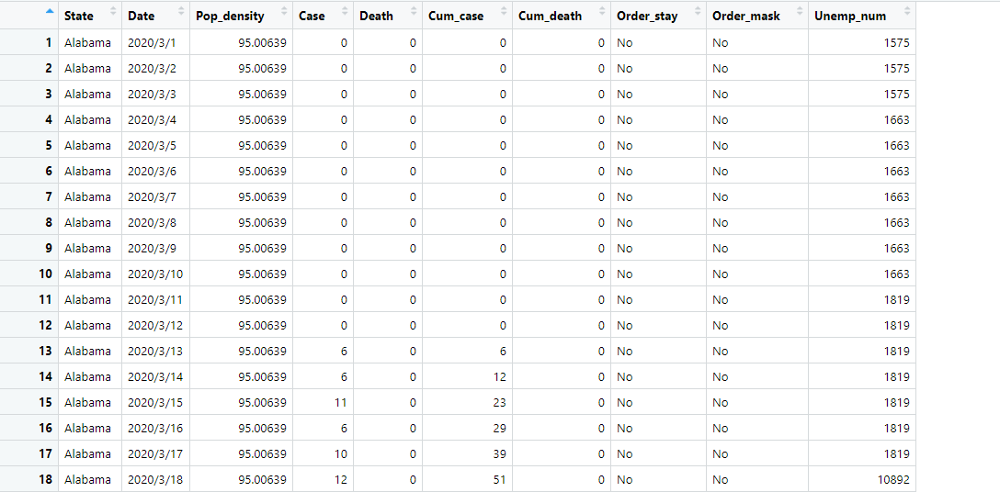 State Date Pop_density Case Death Cum_case Cum_death Order_stay Order_mask Unemp_num
1 Alabama 2020/3/1 95.00639 0 0 0 0 No No 1575
2 Alabama 2020/3/2 95.00639 0 0 0 0 No No 1575
3 Alabama 2020/3/3 95.00639 0 0 0 0 No No 1575
4 Alabama 2020/3/4 95.00639 0 0 0 0 No No 1663
5 Alabama 2020/3/5 95.00639 0 0 0 0 No No 1663
6 Alabama 2020/3/6 95.00639 0 0 0 0 No No 1663
7 Alabama 2020/3/7 95.00639 0 0 0 0 No No 1663
8 Alabama 2020/3/8 95.00639 0 0 0 0 No No 1663
9 Alabama 2020/3/9 95.00639 0 0 0 0 No No 1663
10 Alabama 2020/3/10 95.00639 0 0 0 0 No No 1663
11 Alabama 2020/3/11 95.00639 0 0 0 0 No No 1819
12 Alabama 2020/3/12 95.00639 0 0 0 0 No No 1819
13 Alabama 2020/3/13 95.00639 6 0 6 0 No No 1819
14 Alabama 2020/3/14 95.00639 6 0 12 0 No No 1819
15 Alabama 2020/3/15 95.00639 11 0 23 0 No No 1819
16 Alabama 2020/3/16 95.00639 6 0 29 0 No No 1819
17 Alabama 2020/3/17 95.00639 10 0 39 0 No No 1819
18 Alabama 2020/3/18 95.00639 12 0 51 0 No No 10892